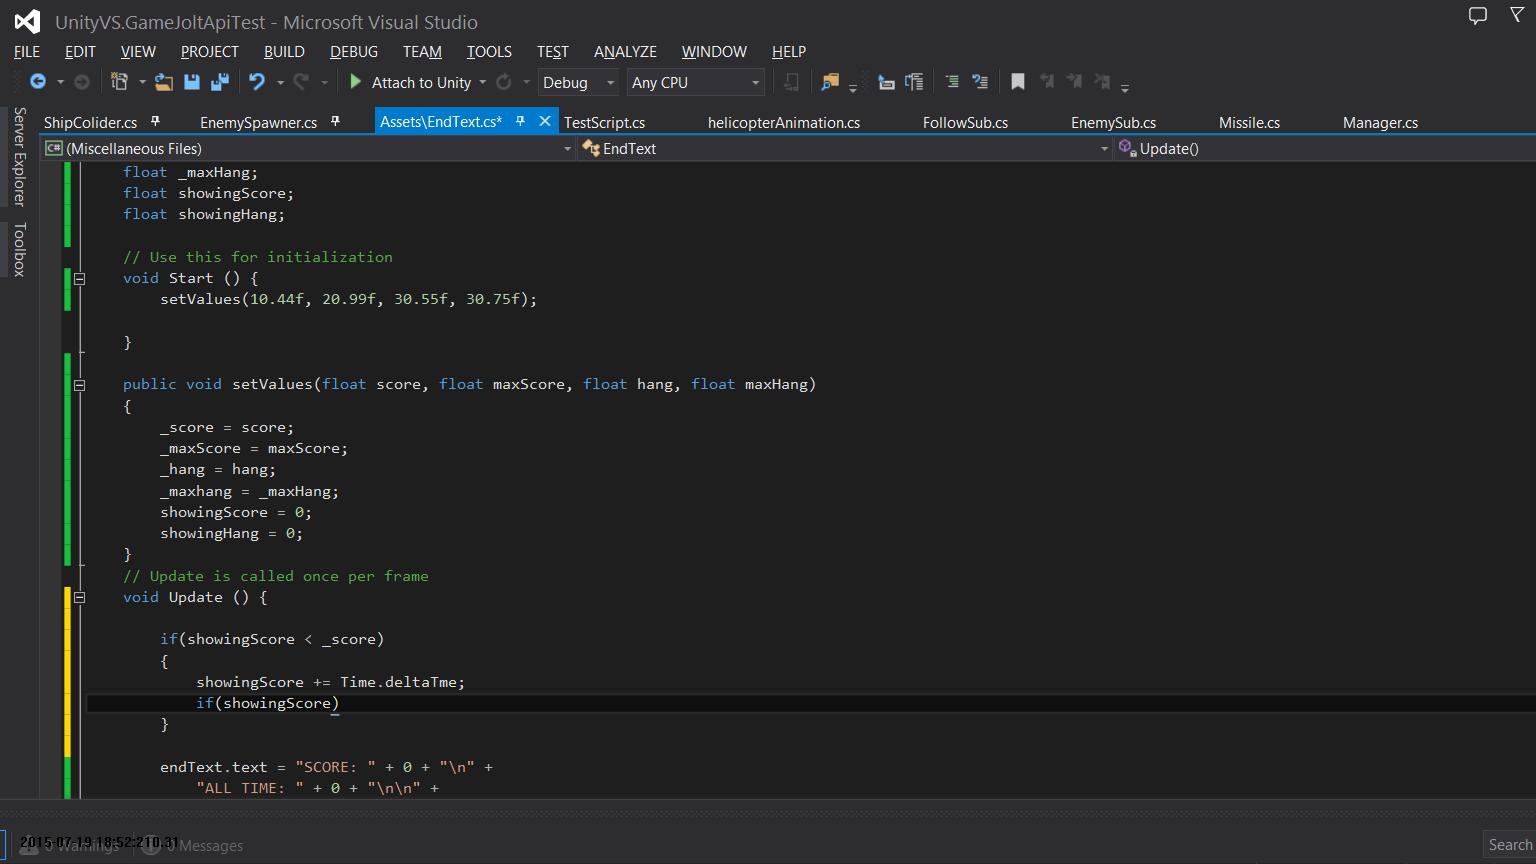 UnityVS.GameJoltApiTest - Microsoft Visual Studio
FILE EDIT VIEW PROJECT BUILD DEBUG TEAM TOOLS TEST ANALYZE WINDOW HELP
Attach to Unity Debug Any CPU
Server Explorer
Toolbox
ShipColider.cs EnemySpawner.cs Assets\EndText.cs* TestScript.cs helicopterAnimation.cs FollowSub.cs EnemySub.cs Missile.cs Manager.cs
C# (Miscellaneous Files) EndText Update()
float _maxHang;
float showingScore;
float showingHang;
// Use this for initialization
void Start () {
setValues(10.44f, 20.99f, 30.55f, 30.75f);
}
public void setValues(float score, float maxScore, float hang, float maxHang)
{
_score = score;
_maxScore = maxScore;
_hang = hang;
_maxhang = _maxHang;
showingScore = 0;
showingHang = 0;
}
// Update is called once per frame
void Update () {
if(showingScore < _score)
{
showingScore += Time.deltaTme;
if(showingScore)
}
endText.text = "SCORE: " + 0 + "\n" +
"ALL TIME: " + 0 + "\n\n" +
2015-07-19 18:52:210.31
0 Warnings 0 Messages
Search